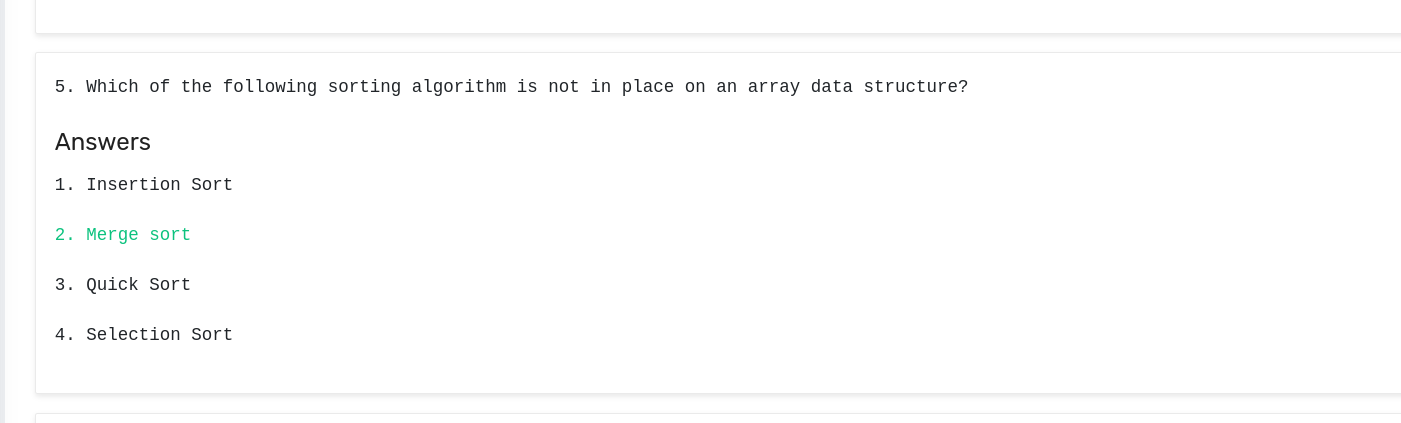 5. Which of the following sorting algorithm is not in place on an array data structure?
Answers
1. Insertion Sort
2. Merge sort
3. Quick Sort
4. Selection Sort